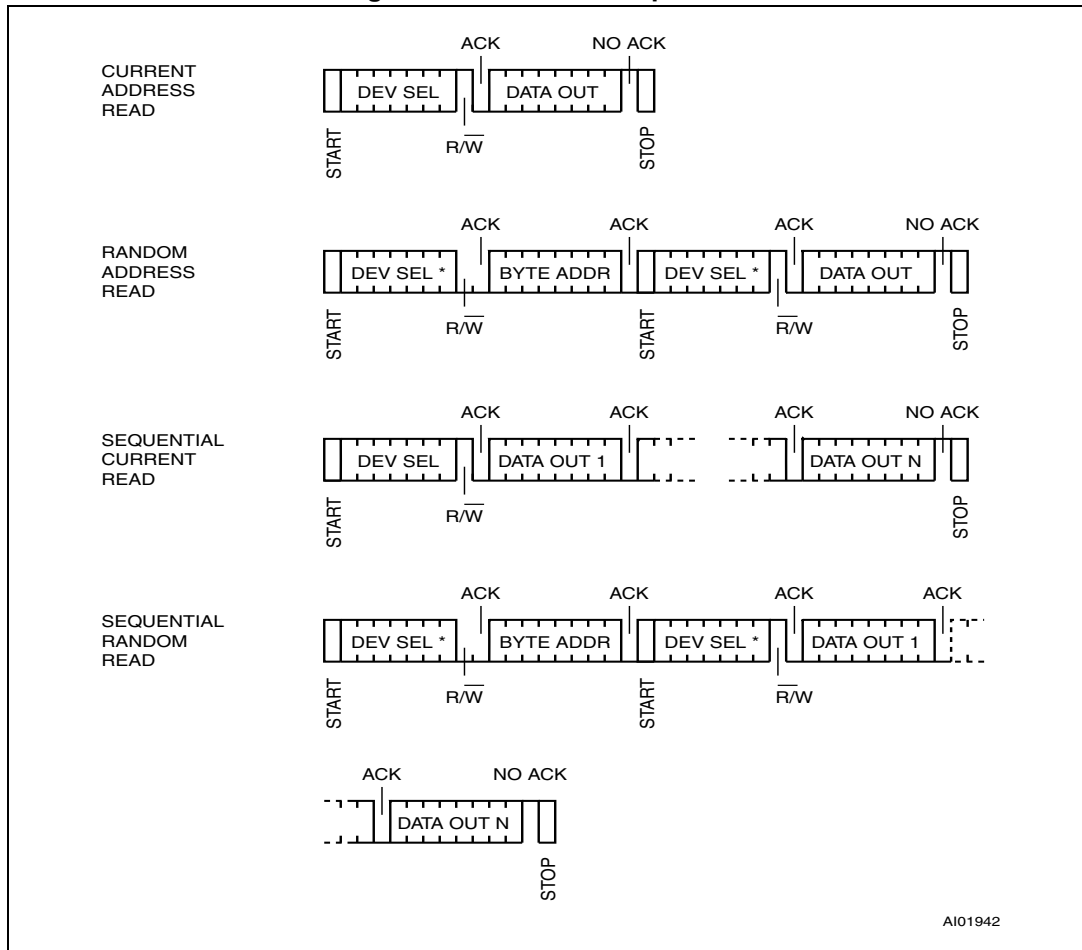 ACK NO ACK
CURRENT
ADDRESS
READ
DEV SEL DATA OUT
START R/W̅ STOP
ACK ACK ACK NO ACK
RANDOM
ADDRESS
READ
DEV SEL * BYTE ADDR DEV SEL * DATA OUT
START R/W̅ START R̅/W STOP
ACK ACK ACK NO ACK
SEQUENTIAL
CURRENT
READ
DEV SEL DATA OUT 1 DATA OUT N
START R/W̅ STOP
ACK ACK ACK ACK
SEQUENTIAL
RANDOM
READ
DEV SEL * BYTE ADDR DEV SEL * DATA OUT 1
START R/W̅ START R̅/W
ACK NO ACK
DATA OUT N
STOP
AI01942